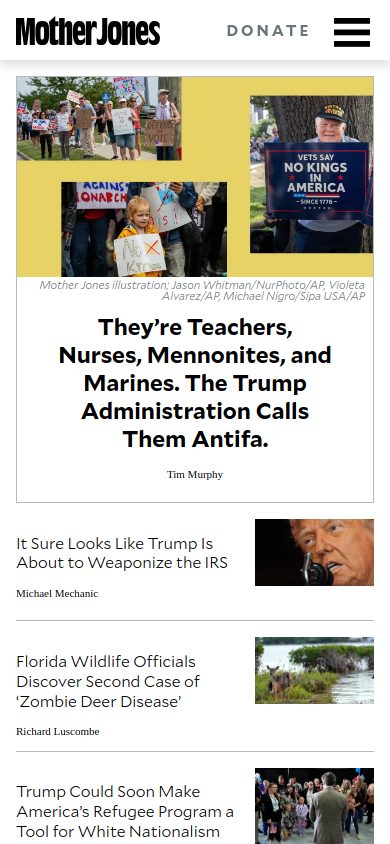 Mother Jones
DONATE
DEFEND
VOTE
AGAINST
MONARCH
No
Kings
VETS SAY
NO KINGS
IN
AMERICA
- SINCE 1776 -
Mother Jones illustration; Jason Whitman/NurPhoto/AP, Violeta
Alvarez/AP, Michael Nigro/Sipa USA/AP
They’re Teachers,
Nurses, Mennonites, and
Marines. The Trump
Administration Calls
Them Antifa.
Tim Murphy
It Sure Looks Like Trump Is
About to Weaponize the IRS
Michael Mechanic
Florida Wildlife Officials
Discover Second Case of
‘Zombie Deer Disease’
Richard Luscombe
Trump Could Soon Make
America’s Refugee Program a
Tool for White Nationalism